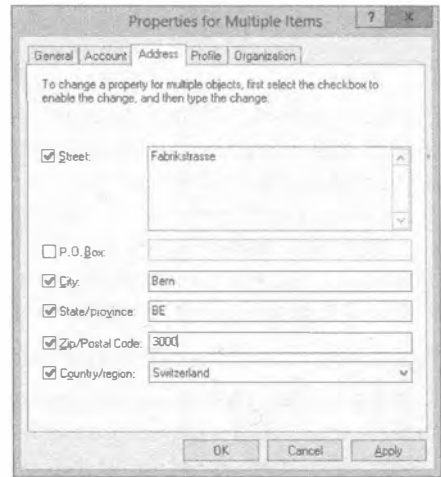 Properties for Multiple Items
? x
General Account Address Profile Organization
To change a property for multiple objects, first select the checkbox to
enable the change, and then type the change.
Street: Fabrikstrasse
P.O. Box:
City: Bern
State/province: BE
Zip/Postal Code: 3000
Country/region: Switzerland
OK Cancel Apply